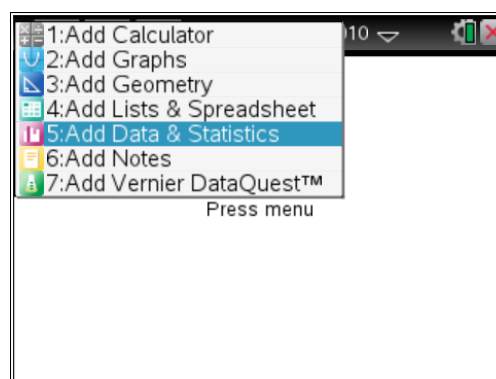 1:Add Calculator
10
2:Add Graphs
3:Add Geometry
4:Add Lists & Spreadsheet
5:Add Data & Statistics
6:Add Notes
7:Add Vernier DataQuest™
Press menu